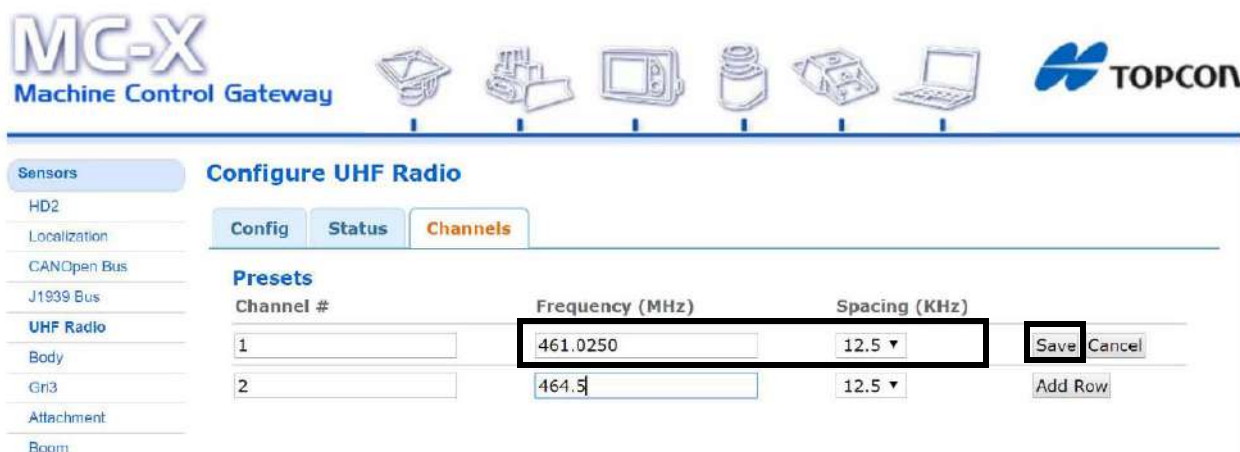 MC-X
Machine Control Gateway
TOPCON
Sensors
HD2
Localization
CANOpen Bus
J1939 Bus
UHF Radio
Body
Gri3
Attachment
Boom
Configure UHF Radio
Config Status Channels
Presets
Channel # Frequency (MHz) Spacing (KHz)
1 461.0250 12.5 Save Cancel
2 464.5 12.5 Add Row